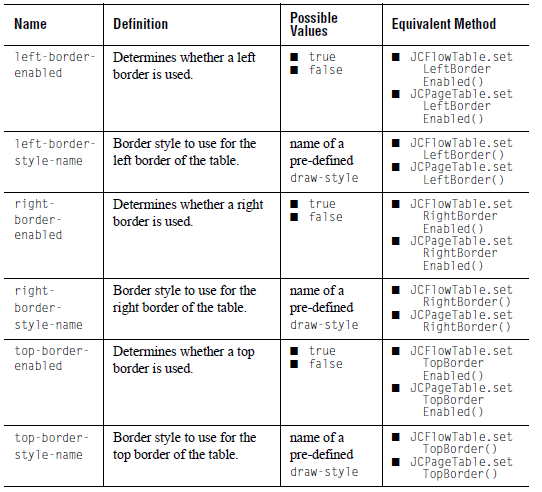 Name
Definition
Possible
Values
Equivalent Method
left-border-
enabled
Determines whether a left
border is used.
■ true
■ false
■ JCFlowTable.set
LeftBorder
Enabled()
■ JCPageTable.set
LeftBorder
Enabled()
left-border-
style-name
Border style to use for the
left border of the table.
name of a
pre-defined
draw-style
■ JCFlowTable.set
LeftBorder()
■ JCPageTable.set
LeftBorder()
right-
border-
enabled
Determines whether a right
border is used.
■ true
■ false
■ JCFlowTable.set
RightBorder
Enabled()
■ JCPageTable.set
RightBorder
Enabled()
right-
border-
style-name
Border style to use for the
right border of the table.
name of a
pre-defined
draw-style
■ JCFlowTable.set
RightBorder()
■ JCPageTable.set
RightBorder()
top-border-
enabled
Determines whether a top
border is used.
■ true
■ false
■ JCFlowTable.set
TopBorder
Enabled()
■ JCPageTable.set
TopBorder
Enabled()
top-border-
style-name
Border style to use for the
top border of the table.
name of a
pre-defined
draw-style
■ JCFlowTable.set
TopBorder()
■ JCPageTable.set
TopBorder()